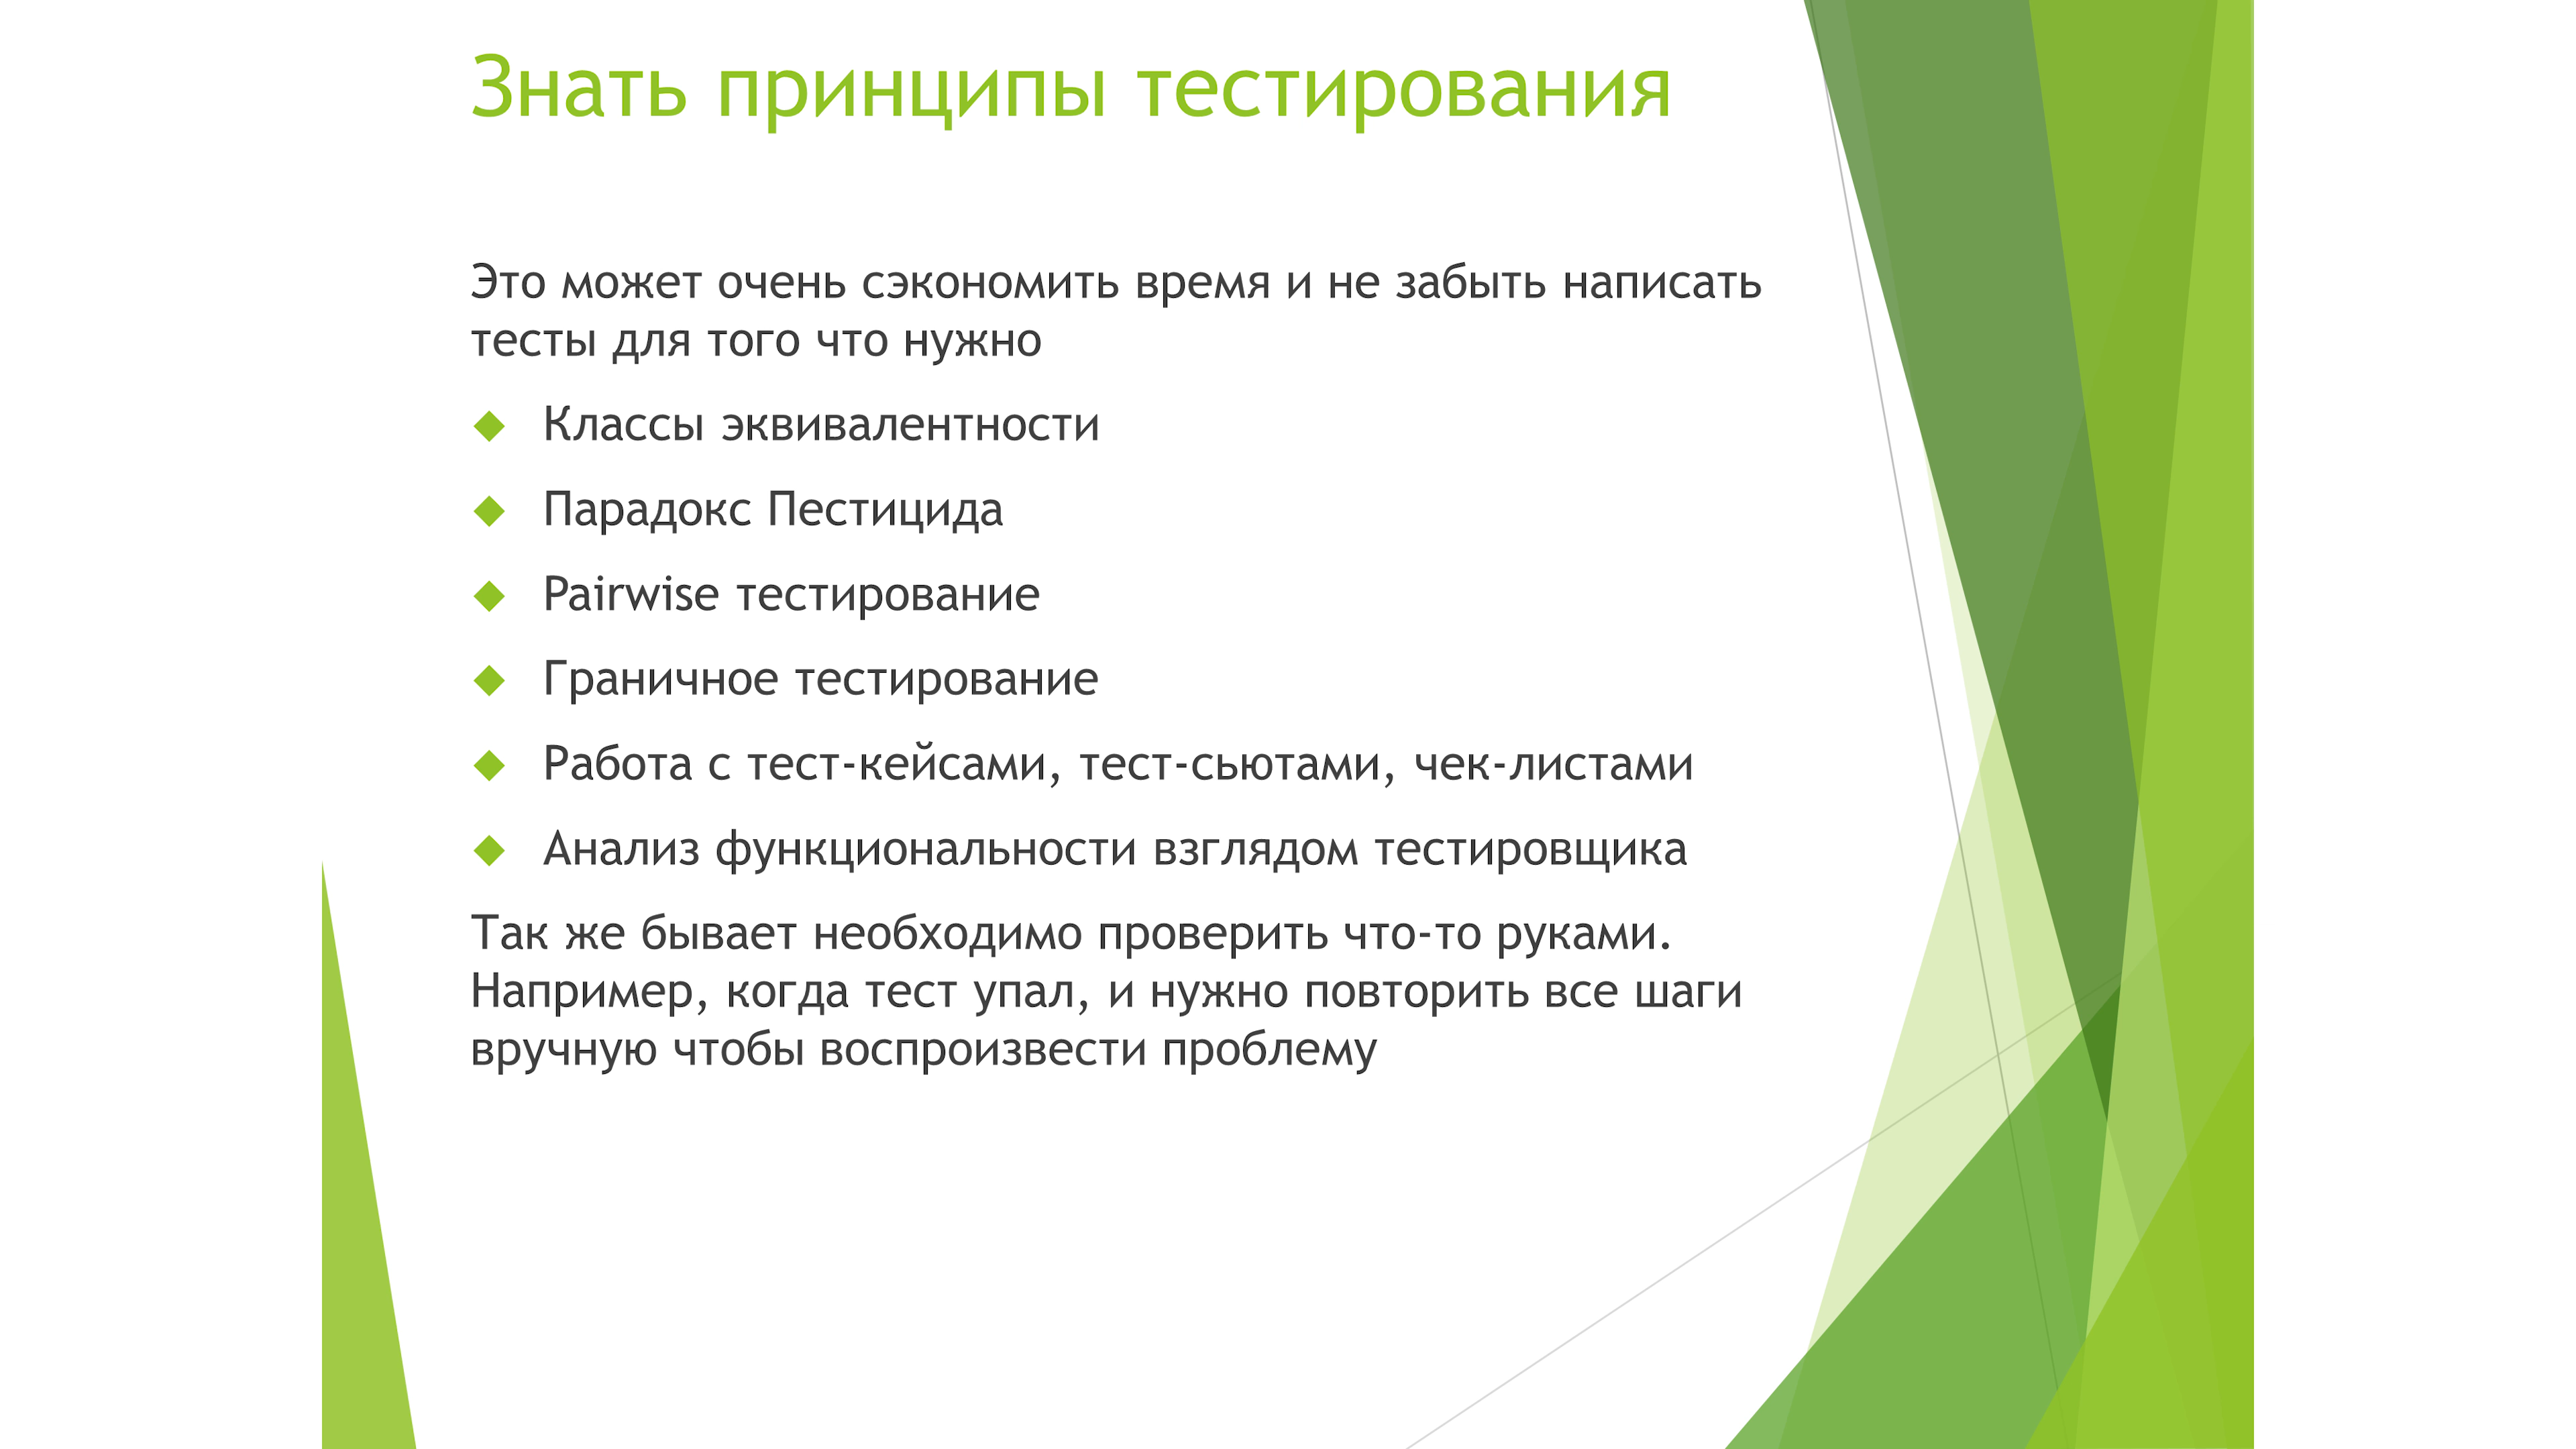 Знать принципы тестирования
Это может очень сэкономить время и не забыть написать
тесты для того что нужно
Классы эквивалентности
Парадокс Пестицида
Pairwise тестирование
Граничное тестирование
Работа с тест-кейсами, тест-сьютами, чек-листами
Анализ функциональности взглядом тестировщика
Так же бывает необходимо проверить что-то руками.
Например, когда тест упал, и нужно повторить все шаги
вручную чтобы воспроизвести проблему